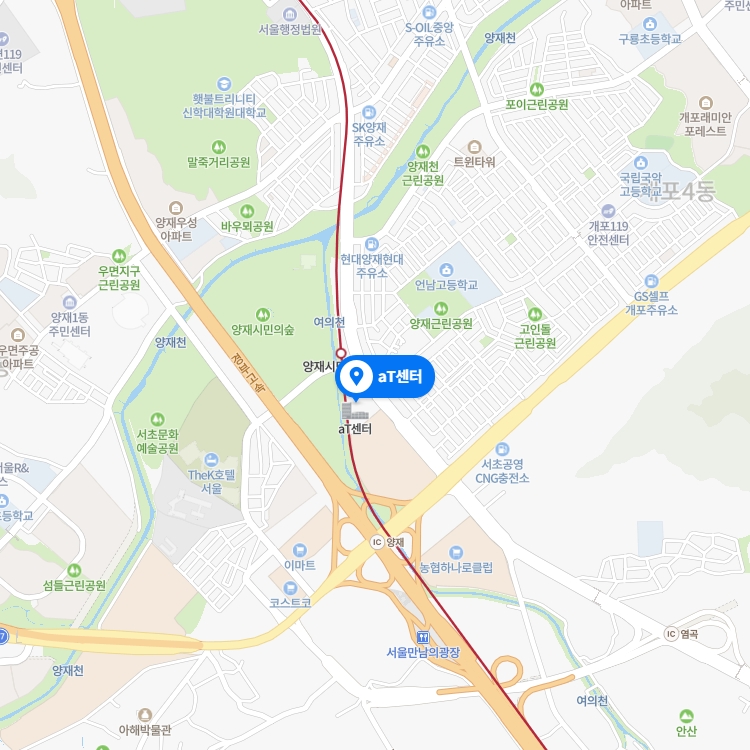 아파트
S-OIL중앙
주유소
양재천
서울행정법원
구룡초등학교
119
센터
횃불트리니티
신학대학원대학교
포이근린공원
개포래미안
포레스트
SK양재
주유소
말죽거리공원
양재천
근린공원
트윈타워
국립국악
고등학교
개포4동
양재우성
아파트
바우뫼공원
개포119
안전센터
현대양재현대
주유소
우면지구
근린공원
언남고등학교
GS셀프
개포주유소
양재1동
주민센터
양재천
양재시민의숲
여의천
양재근린공원
고인돌
근린공원
우면주공
아파트
경부고속
양재시민
aT센터
aT센터
서초문화
예술공원
TheK호텔
서울
서초공영
CNG충전소
서울R&
초등학교
IC 양재
이마트
농협하나로클럽
섬들근린공원
코스트코
IC 염곡
서울만남의광장
양재천
여의천
아해박물관
안산